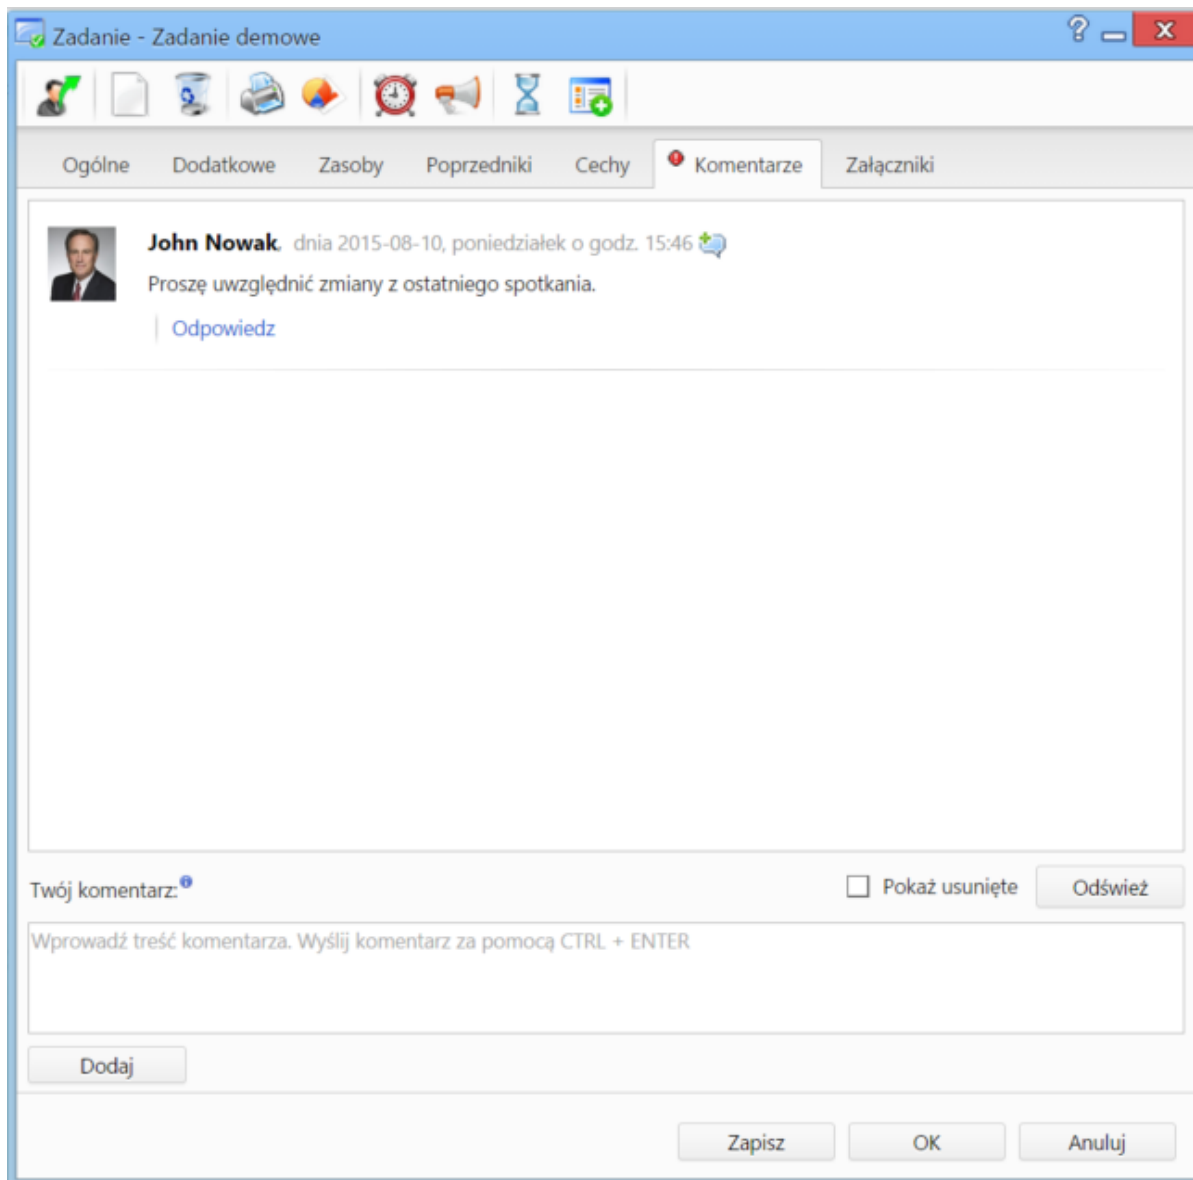 Zadanie - Zadanie demowe
Ogólne Dodatkowe Zasoby Poprzedniki Cechy Komentarze Załączniki
John Nowak, dnia 2015-08-10, poniedziałek o godz. 15:46
Proszę uwzględnić zmiany z ostatniego spotkania.
Odpowiedz
Twój komentarz: Pokaż usunięte Odśwież
Wprowadź treść komentarza. Wyślij komentarz za pomocą CTRL + ENTER
Dodaj
Zapisz OK Anuluj